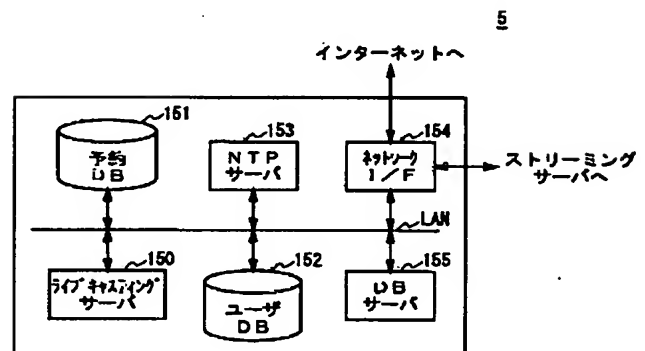 5
インターネットへ
151
予約
DB
153
NTP
サーバ
154
ネットワーク
I/F
ストリーミング
サーバへ
LAN
150
ライブキャスティング
サーバ
152
ユーザ
DB
155
DB
サーバ